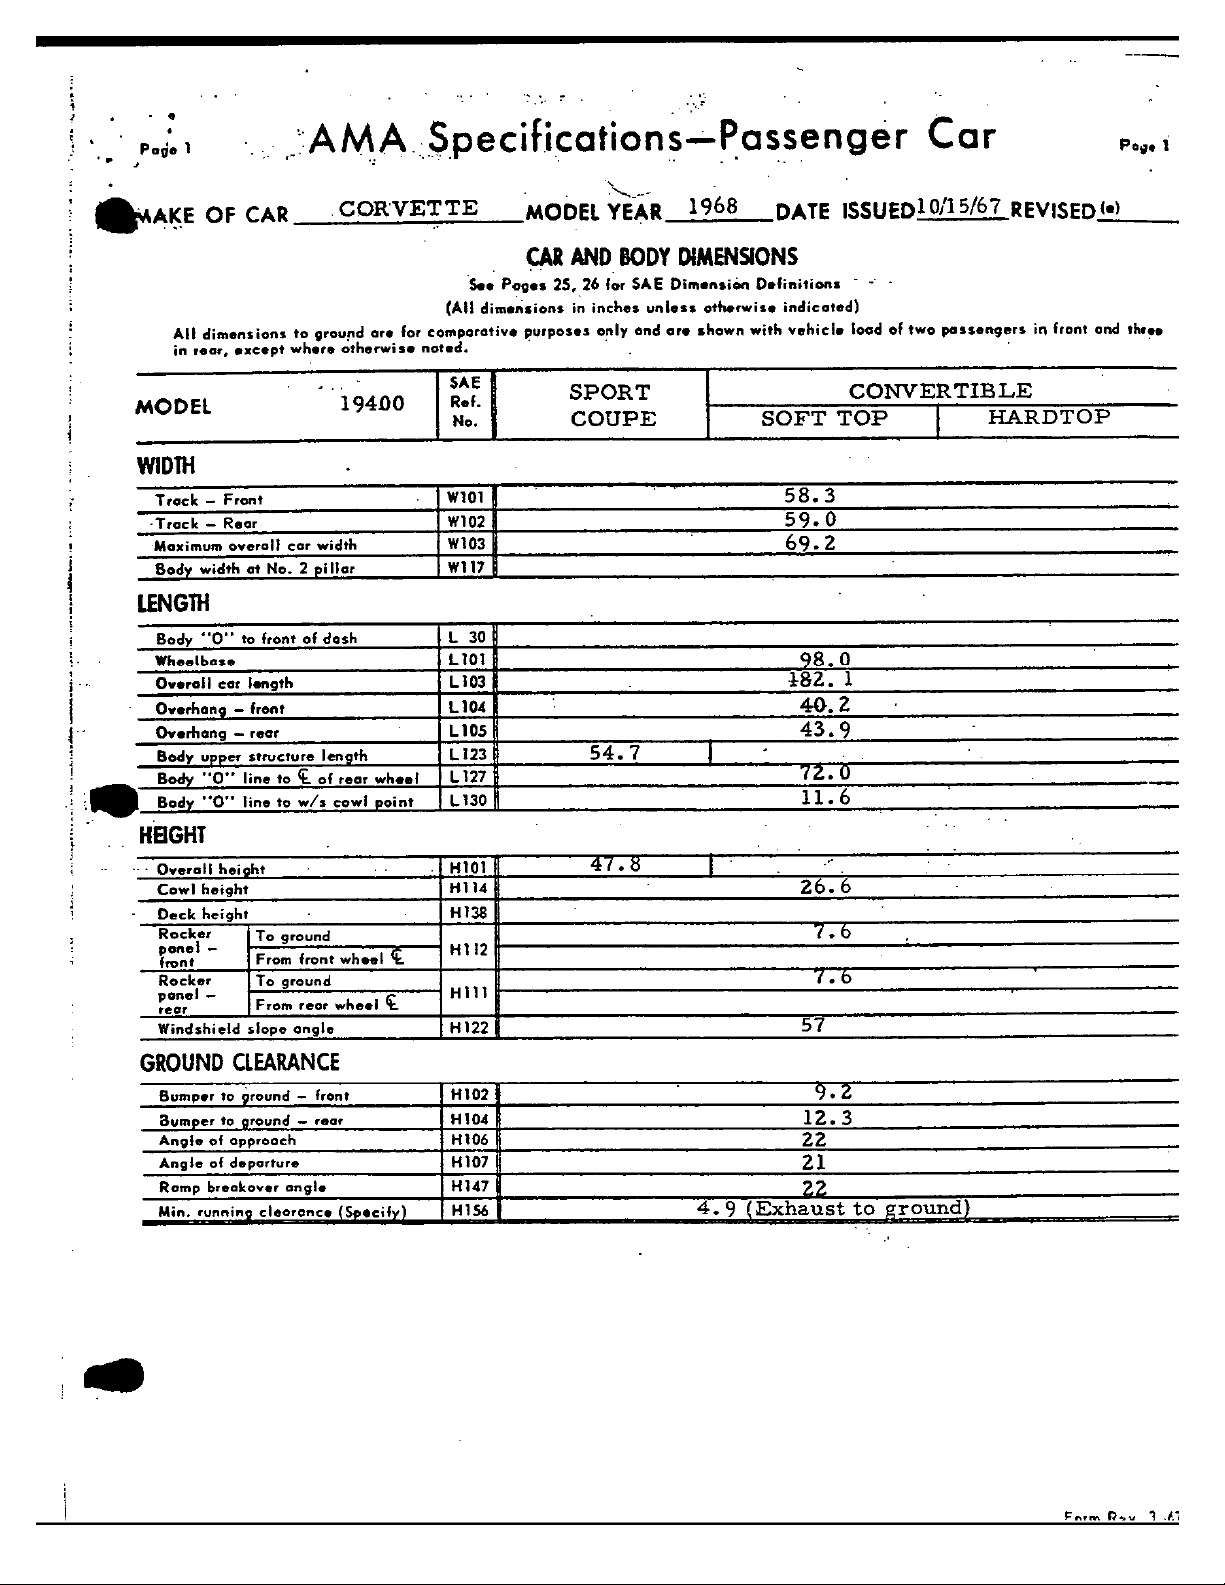 Page 1 AMA Specifications—Passenger Car Page 1
MAKE OF CAR CORVETTE MODEL YEAR 1968 DATE ISSUED 10/15/67 REVISED (•)
CAR AND BODY DIMENSIONS
See Pages 25, 26 for SAE Dimension Definitions
(All dimensions in inches unless otherwise indicated)
All dimensions to ground are for comparative purposes only and are shown with vehicle load of two passengers in front and three
in rear, except where otherwise noted.
MODEL 19400 SAE Ref. No. SPORT COUPE CONVERTIBLE
SOFT TOP HARDTOP
WIDTH
Track – Front W101 58.3
Track – Rear W102 59.0
Maximum overall car width W103 69.2
Body width at No. 2 pillar W117
LENGTH
Body "O" to front of dash L 30
Wheelbase L101 98.0
Overall car length L103 182.1
Overhang – front L104 40.2
Overhang – rear L105 43.9
Body upper structure length L123 54.7
Body "O" line to ℄ of rear wheel L127 72.0
Body "O" line to w/s cowl point L130 11.6
HEIGHT
Overall height H101 47.8
Cowl height H114 26.6
Deck height H138
Rocker panel – front To ground H112 7.6
From front wheel ℄
Rocker panel – rear To ground H111 7.6
From rear wheel ℄
Windshield slope angle H122 57
GROUND CLEARANCE
Bumper to ground – front H102 9.2
Bumper to ground – rear H104 12.3
Angle of approach H106 22
Angle of departure H107 21
Ramp breakover angle H147 22
Min. running clearance (Specify) H156 4.9 (Exhaust to ground)
Form Rev.